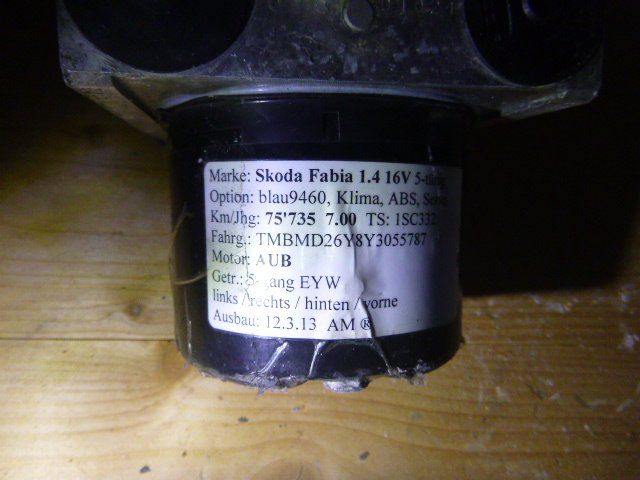 Marke: Skoda Fabia 1.4 16V 5-türig
Option: blau9460, Klima, ABS,
Km/Jhg: 75'735 7.00 TS: 1SC332
Fahrg.: TMBMD26Y8Y3055787
Motor: AUB
Getr.: 5-gang EYW
links / rechts / hinten / vorne
Ausbau: 12.3.13 AM ®